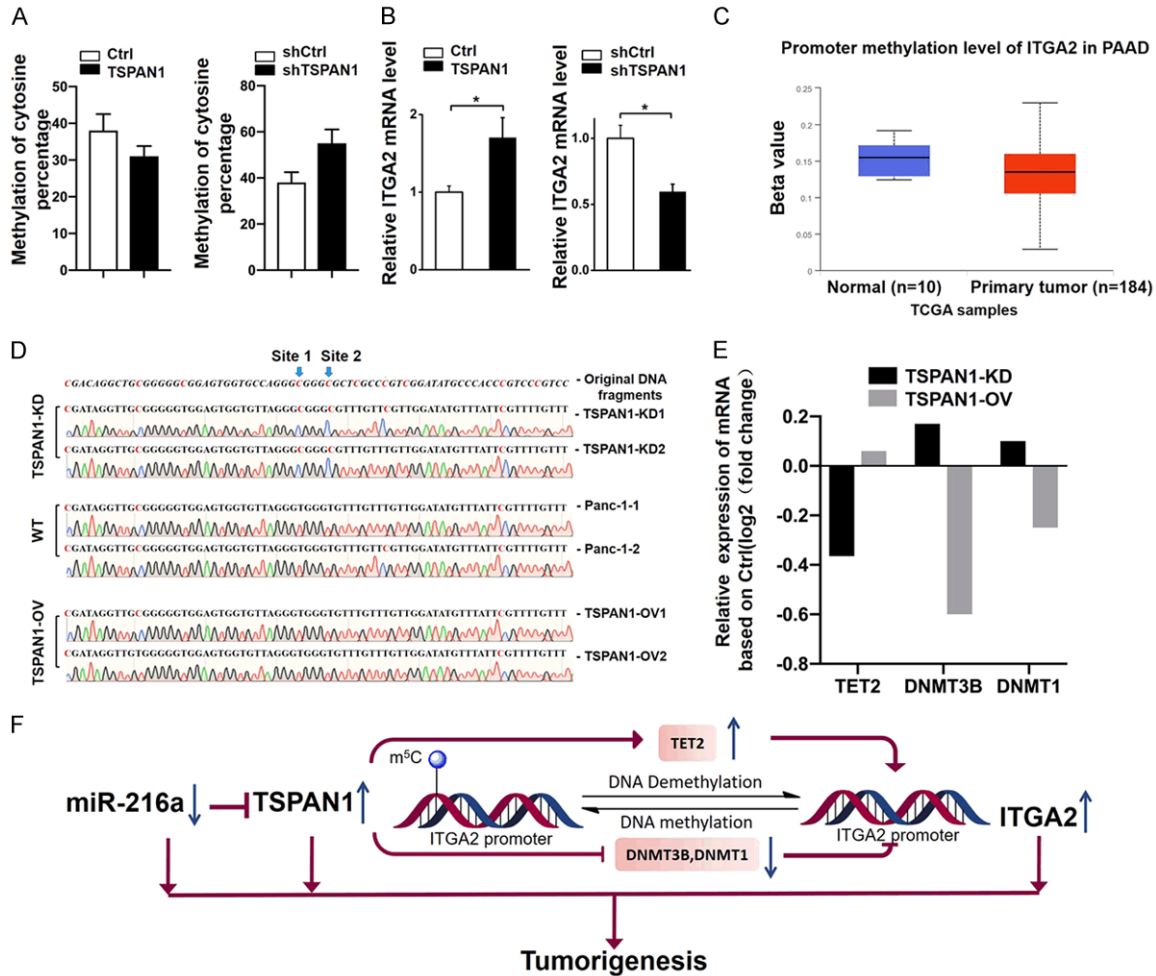 A
Ctrl
TSPAN1
Methylation of cytosine
percentage
50
40
30
20
10
0
shCtrl
shTSPAN1
Methylation of cytosine
percentage
80
60
40
20
0
B
Ctrl
TSPAN1
Relative ITGA2 mRNA level
2
1
0
*
shCtrl
shTSPAN1
Relative ITGA2 mRNA level
1.0
0.5
0.0
*
C
Promoter methylation level of ITGA2 in PAAD
Beta value
0.25
0.2
0.15
0.1
0.05
0
Normal (n=10)
Primary tumor (n=184)
TCGA samples
D
Site 1
Site 2
CGACAGGCTGCGGGGGCGGAGTGGTGCCAGGGCGGGCGCTCGCCCGTCGGATATGCCCACCCGTCCCGTCC
- Original DNA
fragments
TSPAN1-KD
CGATAGGTTGCGGGGGTGGAGTGGTGTTAGGGCGGGCGTTTGTTCGTTGGATATGTTTATTCGTTTTGTTT
- TSPAN1-KD1
CGATAGGTTGCGGGGGTGGAGTGGTGTTAGGGCGGGCGTTTGTTCGTTGGATATGTTTATTCGTTTTGTTT
- TSPAN1-KD2
WT
CGATAGGTTGCGGGGGTGGAGTGGTGTTAGGGTGGGTGTTTGTTTGTTGGATATGTTTATTCGTTTTGTTT
- Panc-1-1
CGATAGGTTGCGGGGGTGGAGTGGTGTTAGGGTGGGTGTTTGTTCGTTGGATATGTTTATTCGTTTTGTTT
- Panc-1-2
TSPAN1-OV
CGATAGGTTGCGGGGGTGGAGTGGTGTTAGGGTGGGTGTTTGTTTGTTGGATATGTTTATTCGTTTTGTTT
- TSPAN1-OV1
CGATAGGTTGTGGGGGTGGAGTGGTGTTAGGGTGGGTGTTTGTTTGTTGGATATGTTTATTCGTTTTGTTT
- TSPAN1-OV2
E
TSPAN1-KD
TSPAN1-OV
Relative expression of mRNA
based on Ctrl(log2（fold change)
0.2
0.0
-0.2
-0.4
-0.6
-0.8
TET2
DNMT3B
DNMT1
F
miR-216a
TSPAN1
m⁵C
ITGA2 promoter
TET2
DNA Demethylation
DNA methylation
DNMT3B,DNMT1
ITGA2 promoter
ITGA2
Tumorigenesis